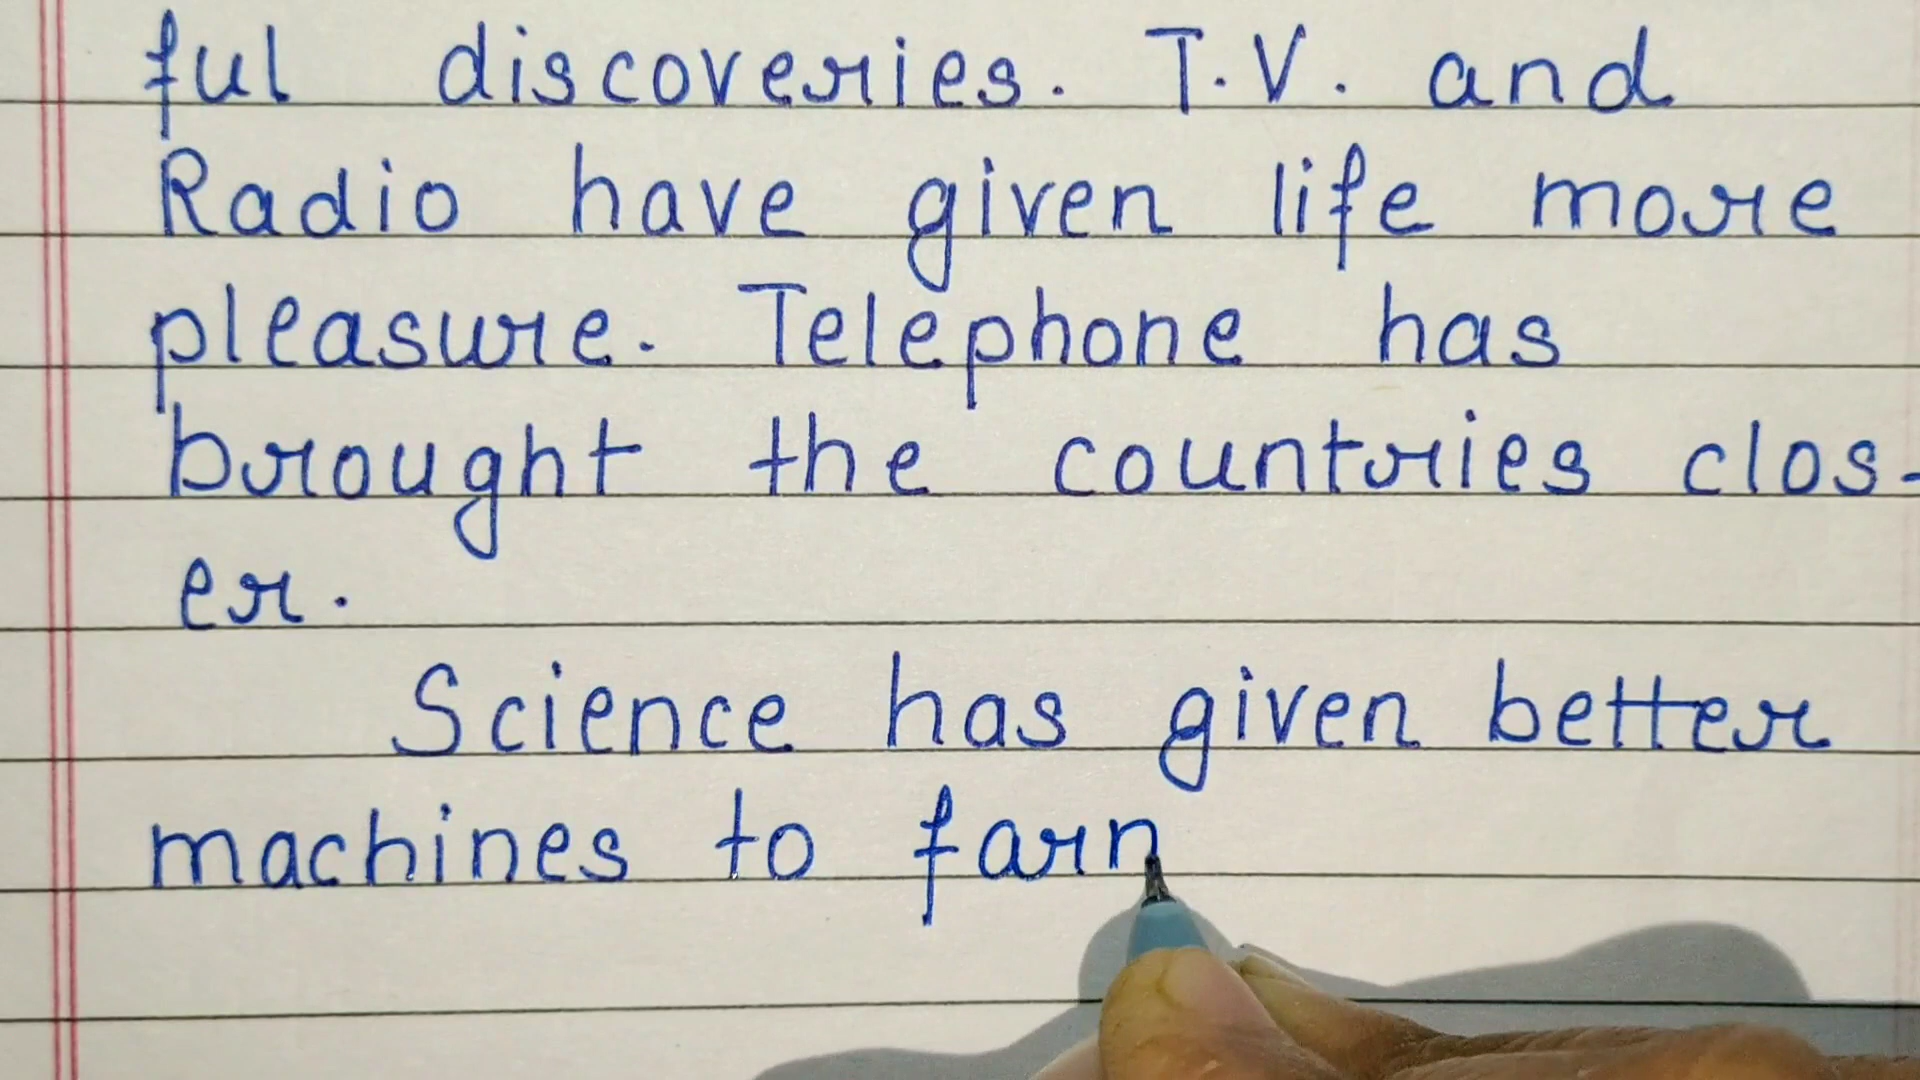 ful discoveries. T.V. and
Radio have given life more
pleasure. Telephone has
brought the countries clos-
er.
Science has given better
machines to farn